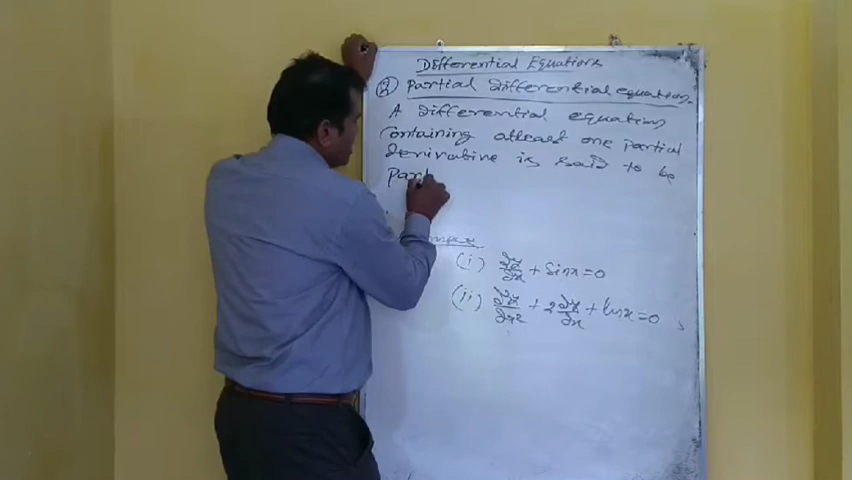 Differential Equations
(2) Partial differential equation.
A differential equation
Containing atleast one partial
derivative is said to be
Part
(i) ∂z/∂x + Sinx = 0
(ii) ∂²z/∂x² + 2 ∂z/∂x + = 0